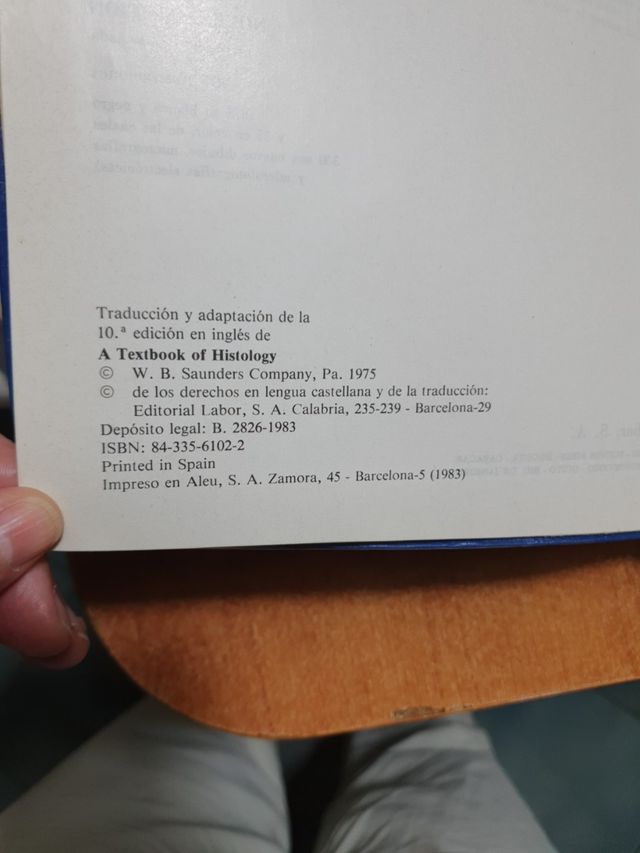 Traducción y adaptación de la
10.ª edición en inglés de
A Textbook of Histology
© W. B. Saunders Company, Pa. 1975
© de los derechos en lengua castellana y de la traducción:
Editorial Labor, S. A. Calabria, 235-239 - Barcelona-29
Depósito legal: B. 2826-1983
ISBN: 84-335-6102-2
Printed in Spain
Impreso en Aleu, S. A. Zamora, 45 - Barcelona-5 (1983)